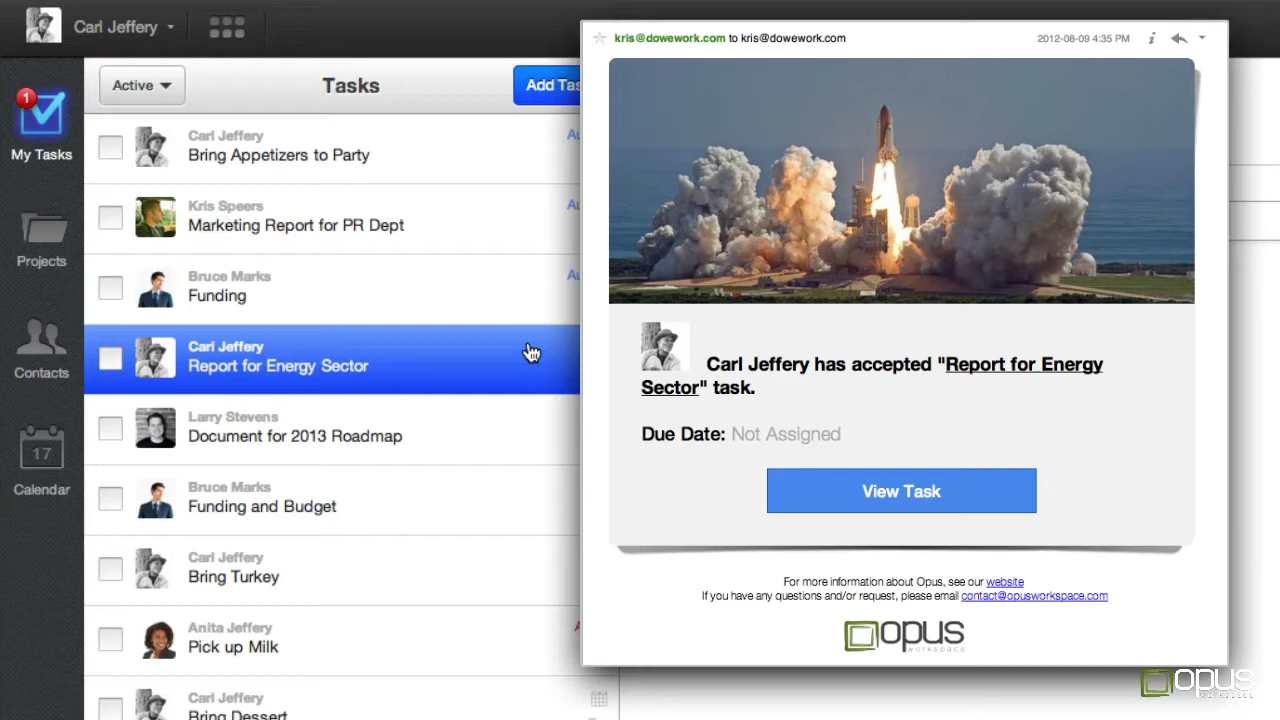 Carl Jeffery
1
My Tasks
Projects
Contacts
17
Calendar
Active
Tasks
Carl Jeffery
Bring Appetizers to Party
Kris Speers
Marketing Report for PR Dept
Bruce Marks
Funding
Carl Jeffery
Report for Energy Sector
Larry Stevens
Document for 2013 Roadmap
Bruce Marks
Funding and Budget
Carl Jeffery
Bring Turkey
Anita Jeffery
Pick up Milk
Carl Jeffery
Bring Dessert
Add Tas
kris@dowework.com to kris@dowework.com
2012-08-09 4:35 PM
Carl Jeffery has accepted "Report for Energy
Sector" task.
Due Date: Not Assigned
View Task
For more information about Opus, see our website
If you have any questions and/or request, please email contact@opusworkspace.com
opus
workspace
opus